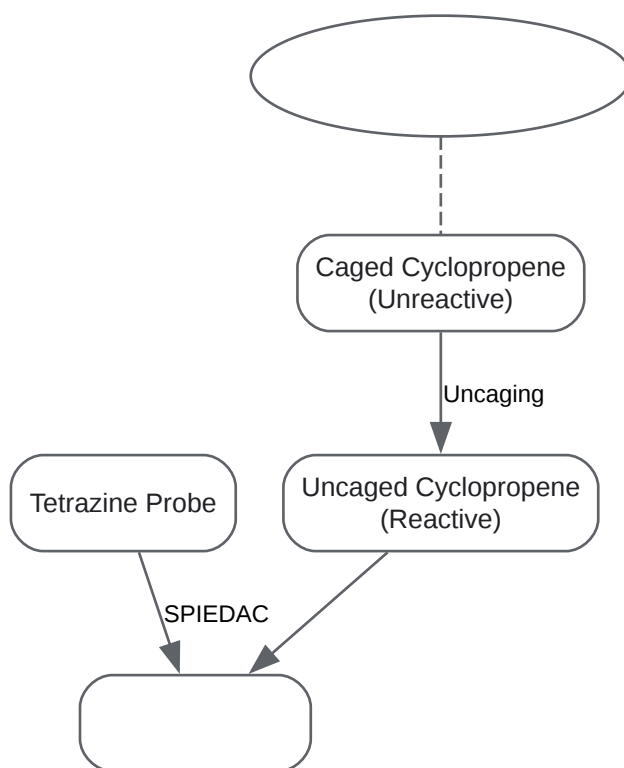 Caged Cyclopropene
(Unreactive)
Uncaging
Tetrazine Probe
Uncaged Cyclopropene
(Reactive)
SPIEDAC